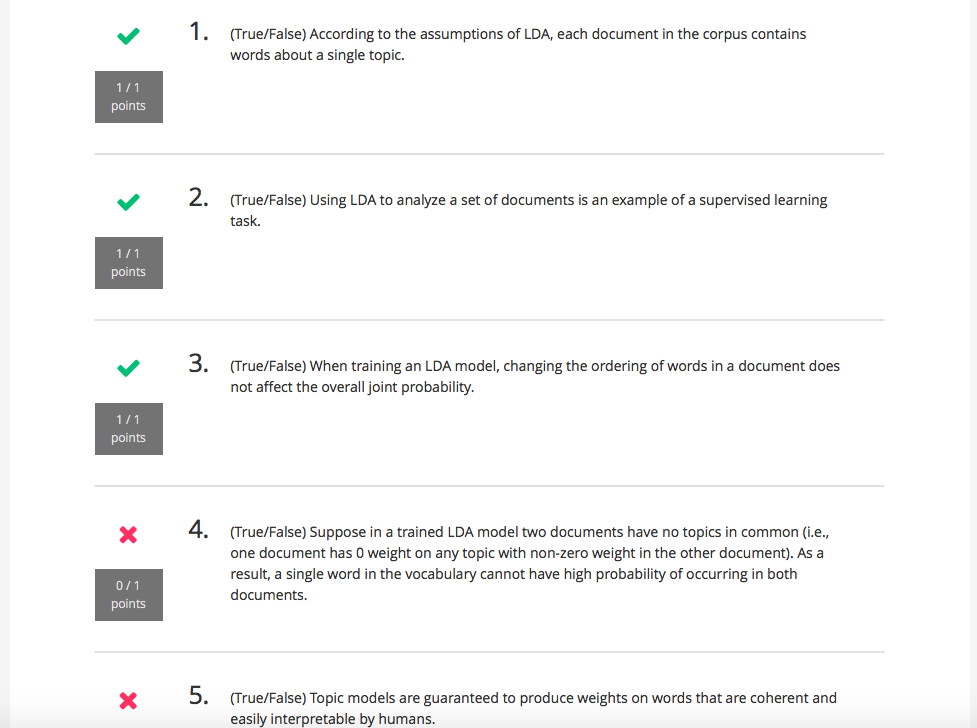 1. (True/False) According to the assumptions of LDA, each document in the corpus contains
words about a single topic.
1 / 1
points
2. (True/False) Using LDA to analyze a set of documents is an example of a supervised learning
task.
1 / 1
points
3. (True/False) When training an LDA model, changing the ordering of words in a document does
not affect the overall joint probability.
1 / 1
points
4. (True/False) Suppose in a trained LDA model two documents have no topics in common (i.e.,
one document has 0 weight on any topic with non-zero weight in the other document). As a
result, a single word in the vocabulary cannot have high probability of occurring in both
documents.
0 / 1
points
5. (True/False) Topic models are guaranteed to produce weights on words that are coherent and
easily interpretable by humans.